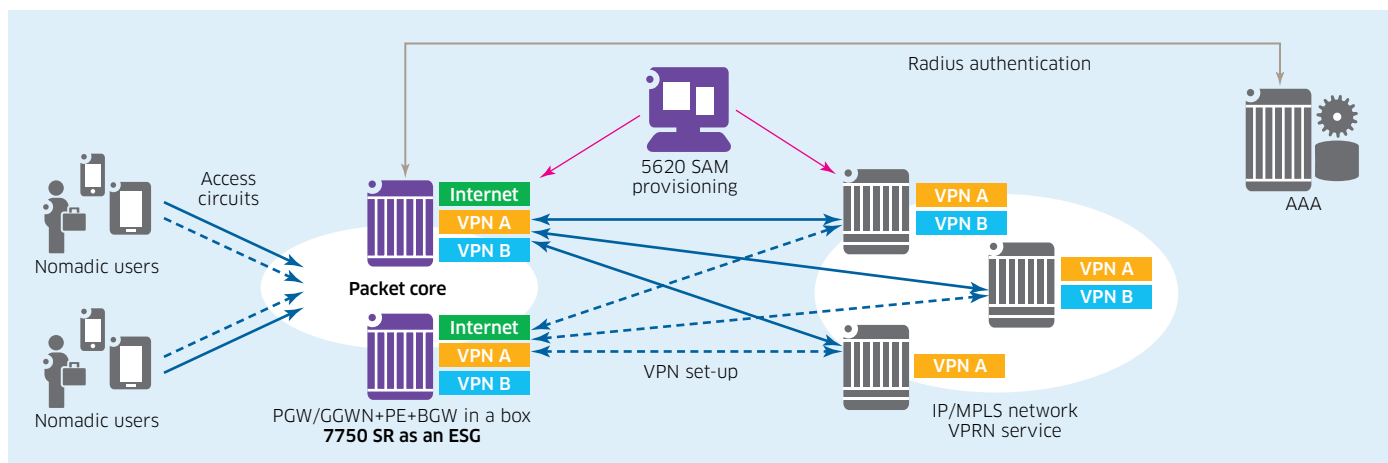 Radius authentication
5620 SAM
provisioning
AAA
Access
circuits
Nomadic users
Nomadic users
Internet
VPN A
VPN B
Packet core
Internet
VPN A
VPN B
PGW/GGWN+PE+BGW in a box
7750 SR as an ESG
VPN set-up
VPN A
VPN B
VPN A
VPN B
VPN A
IP/MPLS network
VPRN service